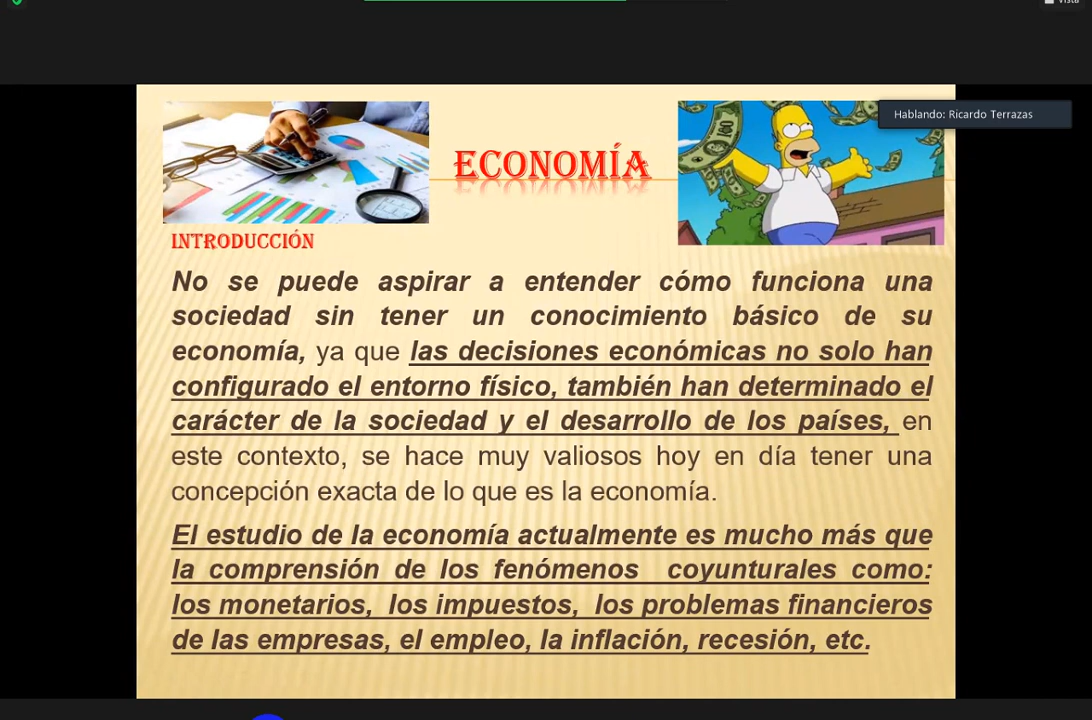 Vista
Hablando: Ricardo Terrazas
ECONOMÍA
INTRODUCCIÓN
No se puede aspirar a entender cómo funciona una
sociedad sin tener un conocimiento básico de su
economía, ya que las decisiones económicas no solo han
configurado el entorno físico, también han determinado el
carácter de la sociedad y el desarrollo de los países, en
este contexto, se hace muy valiosos hoy en día tener una
concepción exacta de lo que es la economía.
El estudio de la economía actualmente es mucho más que
la comprensión de los fenómenos coyunturales como:
los monetarios, los impuestos, los problemas financieros
de las empresas, el empleo, la inflación, recesión, etc.